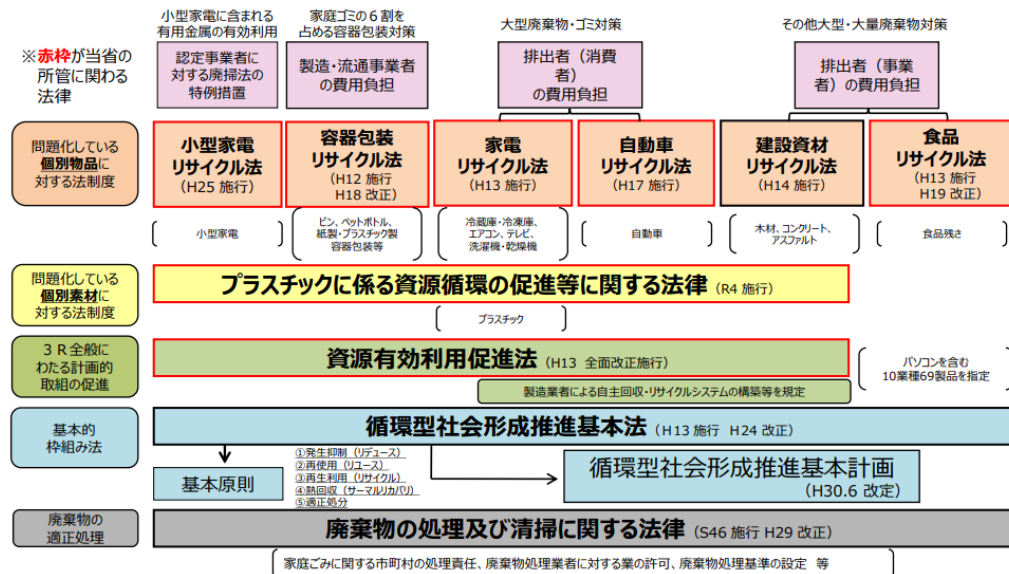 小型家電に含まれる
有用金属の有効利用
家庭ゴミの６割を
占める容器包装対策
大型廃棄物・ゴミ対策
その他大型・大量廃棄物対策
※赤枠が当省の
所管に関わる
法律
認定事業者に
対する廃掃法の
特例措置
製造・流通事業者
の費用負担
排出者（消費
者）
の費用負担
排出者（事業
者）の費用負担
問題化している
個別物品に
対する法制度
小型家電
リサイクル法
(H25 施行)
容器包装
リサイクル法
(H12 施行
H18 改正)
家電
リサイクル法
(H13 施行)
自動車
リサイクル法
(H17 施行)
建設資材
リサイクル法
(H14 施行)
食品
リサイクル法
(H13 施行
H19 改正)
小型家電
ビン、ペットボトル、
紙製・プラスチック製
容器包装等
冷蔵庫・冷凍庫、
エアコン、テレビ、
洗濯機・乾燥機
自動車
木材、コンクリート、
アスファルト
食品残さ
問題化している
個別素材に
対する法制度
プラスチックに係る資源循環の促進等に関する法律 (R4 施行)
プラスチック
３Ｒ全般に
わたる計画的
取組の促進
資源有効利用促進法 (H13 全面改正施行)
製造業者による自主回収・リサイクルシステムの構築等を規定
パソコンを含む
10業種69製品を指定
基本的
枠組み法
循環型社会形成推進基本法 (H13 施行 H24 改正)
基本原則
①発生抑制（リデュース）
②再使用（リユース）
③再生利用（リサイクル）
④熱回収（サーマルリカバリ）
⑤適正処分
循環型社会形成推進基本計画
(H30.6 改定)
廃棄物の
適正処理
廃棄物の処理及び清掃に関する法律 (S46 施行 H29 改正)
家庭ごみに関する市町村の処理責任、廃棄物処理業者に対する業の許可、廃棄物処理基準の設定 等